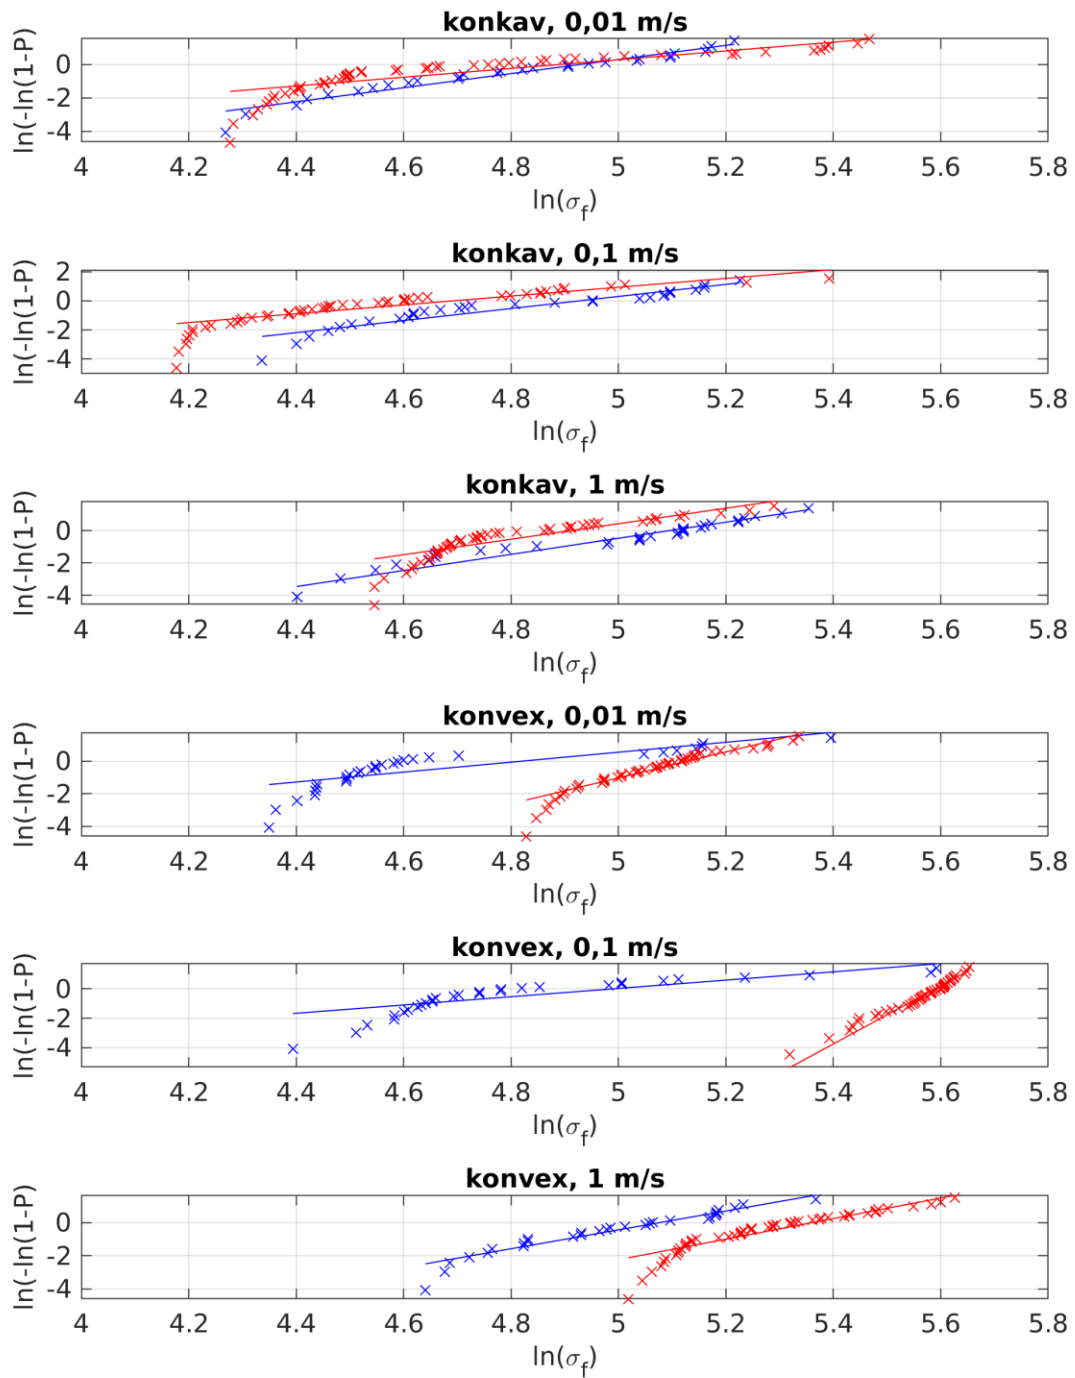 konkav, 0,01 m/s
ln(-ln(1-P)
0
-2
-4
4 4.2 4.4 4.6 4.8 5 5.2 5.4 5.6 5.8
ln(σf)
konkav, 0,1 m/s
ln(-ln(1-P)
2
0
-2
-4
4 4.2 4.4 4.6 4.8 5 5.2 5.4 5.6 5.8
ln(σf)
konkav, 1 m/s
ln(-ln(1-P)
0
-2
-4
4 4.2 4.4 4.6 4.8 5 5.2 5.4 5.6 5.8
ln(σf)
konvex, 0,01 m/s
ln(-ln(1-P)
0
-2
-4
4 4.2 4.4 4.6 4.8 5 5.2 5.4 5.6 5.8
ln(σf)
konvex, 0,1 m/s
ln(-ln(1-P)
0
-2
-4
4 4.2 4.4 4.6 4.8 5 5.2 5.4 5.6 5.8
ln(σf)
konvex, 1 m/s
ln(-ln(1-P)
0
-2
-4
4 4.2 4.4 4.6 4.8 5 5.2 5.4 5.6 5.8
ln(σf)